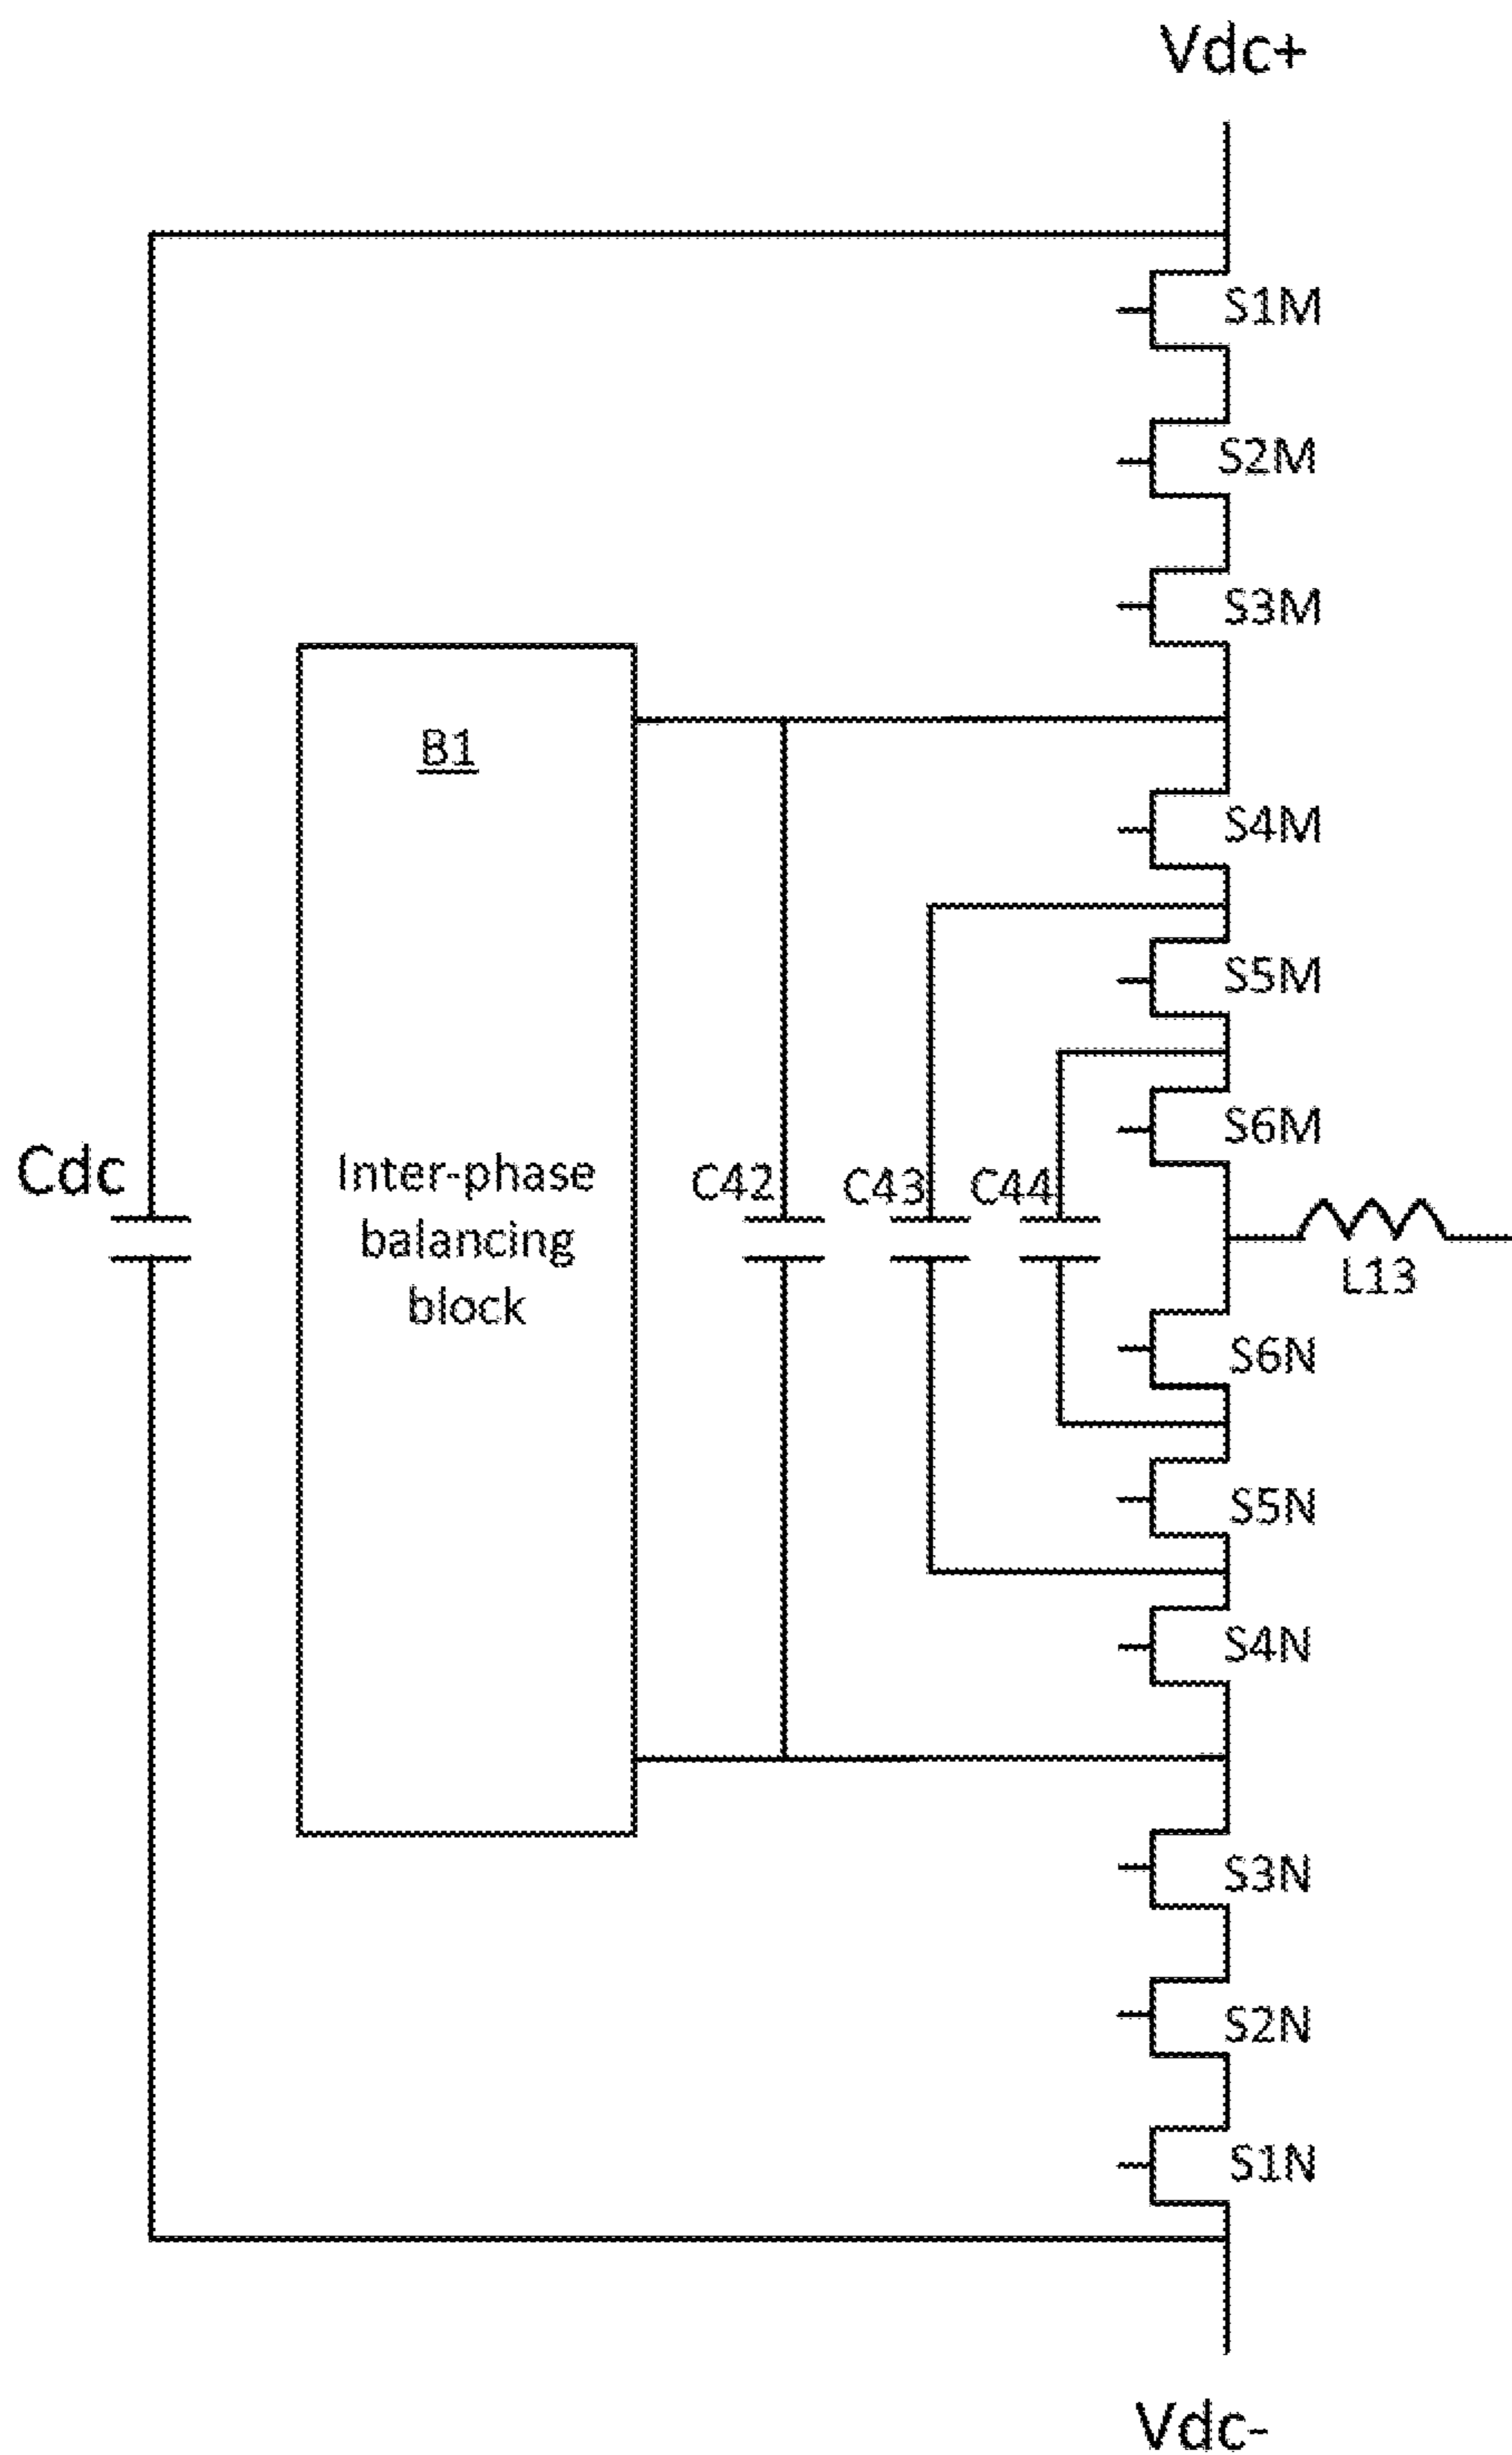 Vdc+
S1M
S2M
S3M
B1
S4M
S5M
S6M
Cdc
Inter-phase
balancing
block
C42
C43
C44
L13
S6N
S5N
S4N
S3N
S2N
S1N
Vdc-